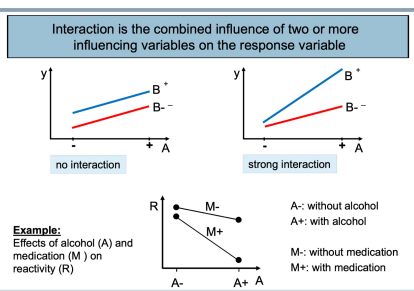 Interaction is the combined influence of two or more
influencing variables on the response variable
y
B +
B- –
-
+
A
no interaction
y
B +
B- –
-
+
A
strong interaction
Example:
Effects of alcohol (A) and
medication (M ) on
reactivity (R)
R
M-
M+
A-
A+
A
A-: without alcohol
A+: with alcohol
M-: without medication
M+: with medication